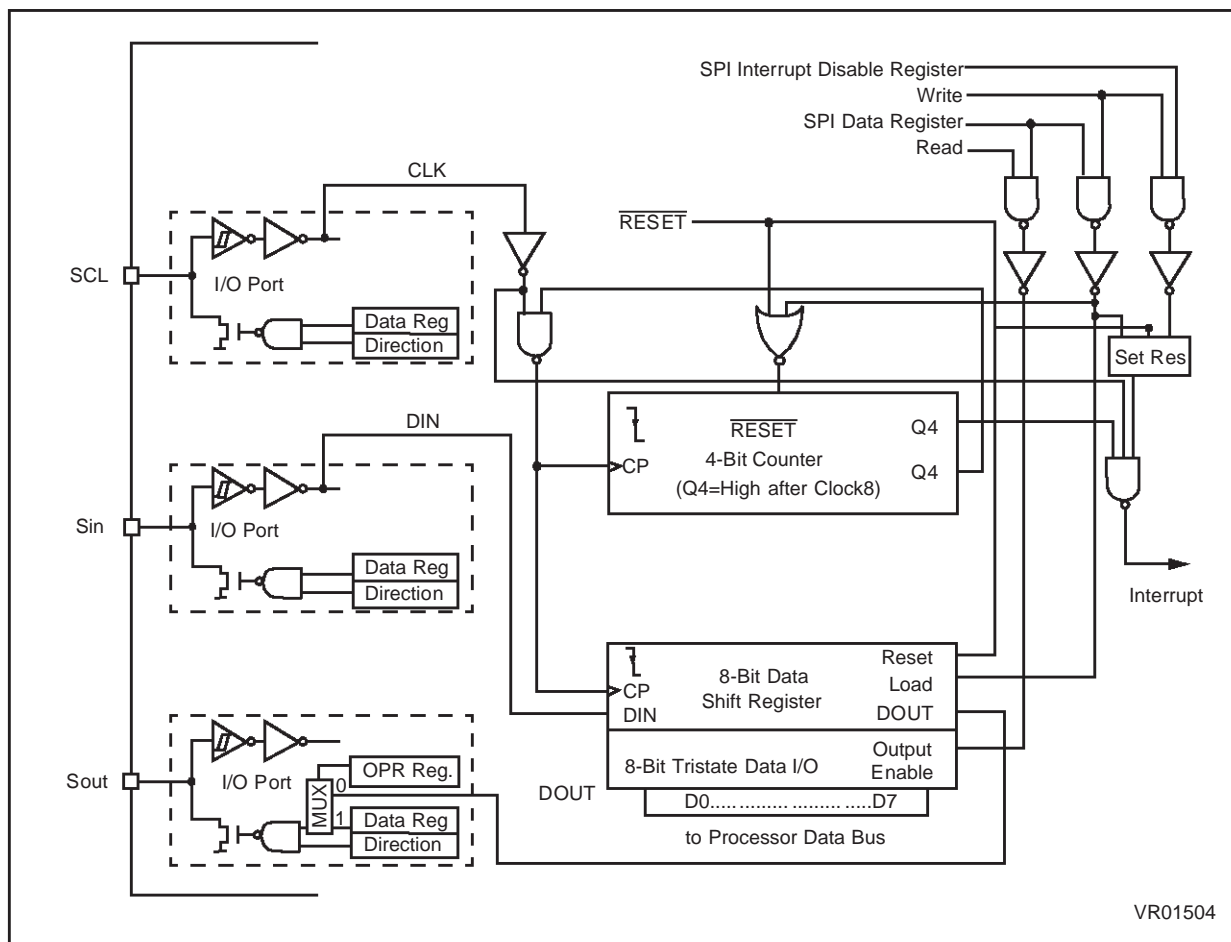 SPI Interrupt Disable Register
Write
SPI Data Register
Read
CLK
RESET
SCL
I/O Port
Data Reg
Direction
Set Res
DIN
RESET
Q4
4-Bit Counter
CP
Q4
(Q4=High after Clock8)
Sin
I/O Port
Data Reg
Direction
Interrupt
Reset
8-Bit Data
Load
CP
Shift Register
DIN
DOUT
Sout
I/O Port
OPR Reg.
MUX
0
1
Data Reg
Direction
Output
8-Bit Tristate Data I/O
Enable
DOUT
D0..... ......... ......... .....D7
to Processor Data Bus
VR01504